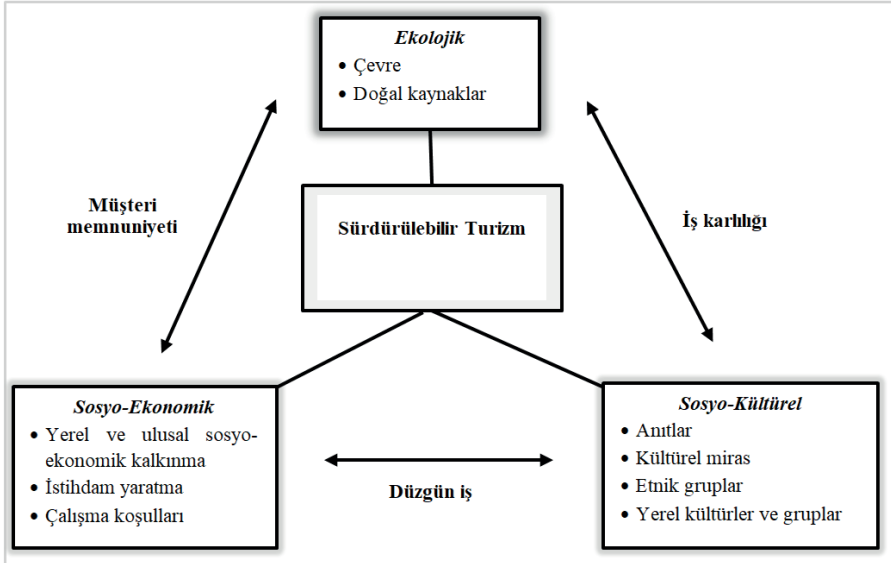 Ekolojik
• Çevre
• Doğal kaynaklar
Müşteri
memnuniyeti
Sürdürülebilir Turizm
İş karlılığı
Sosyo-Ekonomik
• Yerel ve ulusal sosyo-
ekonomik kalkınma
• İstihdam yaratma
• Çalışma koşulları
Düzgün iş
Sosyo-Kültürel
• Anıtlar
• Kültürel miras
• Etnik gruplar
• Yerel kültürler ve gruplar